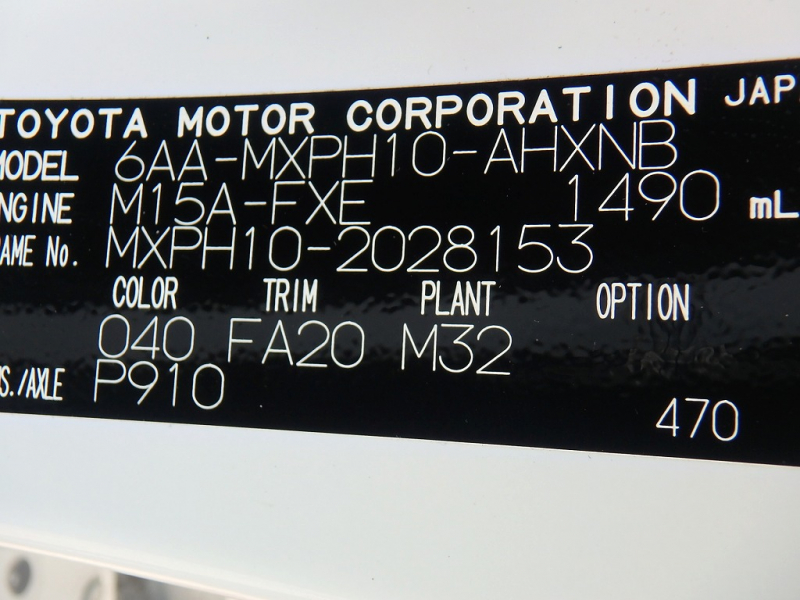 TOYOTA MOTOR CORPORATION JAP
MODEL 6AA-MXPH10-AHXNB
NGINE M15A-FXE 1490 mL
AME No. MXPH10-2028153
COLOR TRIM PLANT OPTION
040 FA20 M32
S./AXLE P910
470